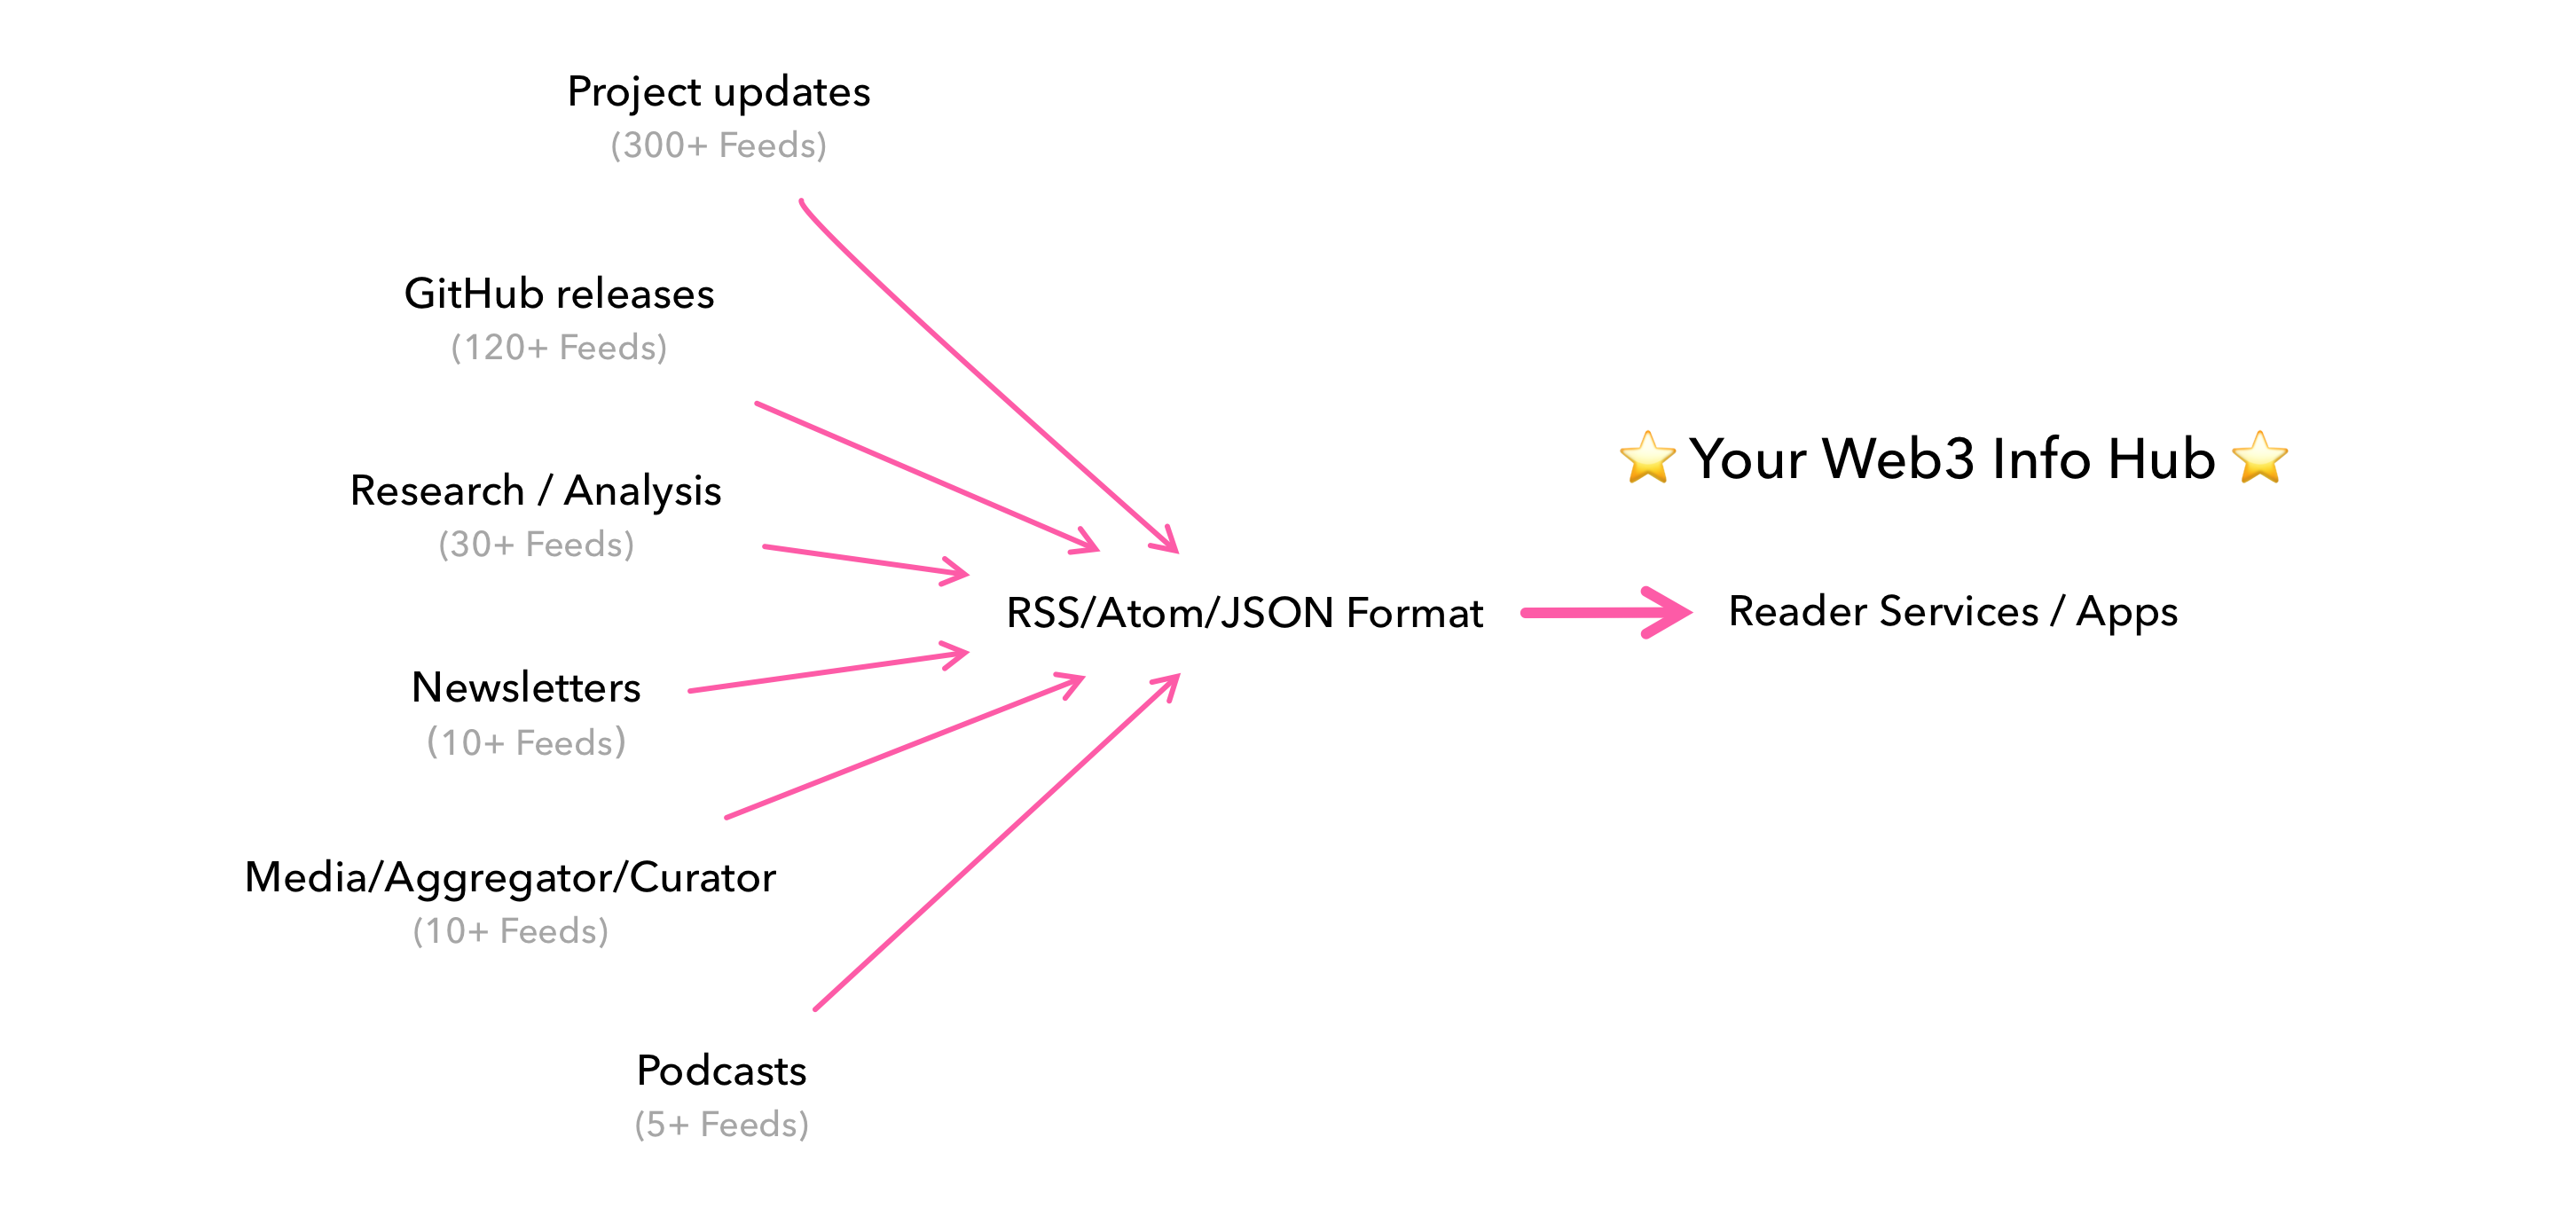 Project updates
(300+ Feeds)
GitHub releases
(120+ Feeds)
Research / Analysis
(30+ Feeds)
Newsletters
(10+ Feeds)
Media/Aggregator/Curator
(10+ Feeds)
Podcasts
(5+ Feeds)
RSS/Atom/JSON Format
⭐ Your Web3 Info Hub ⭐
Reader Services / Apps